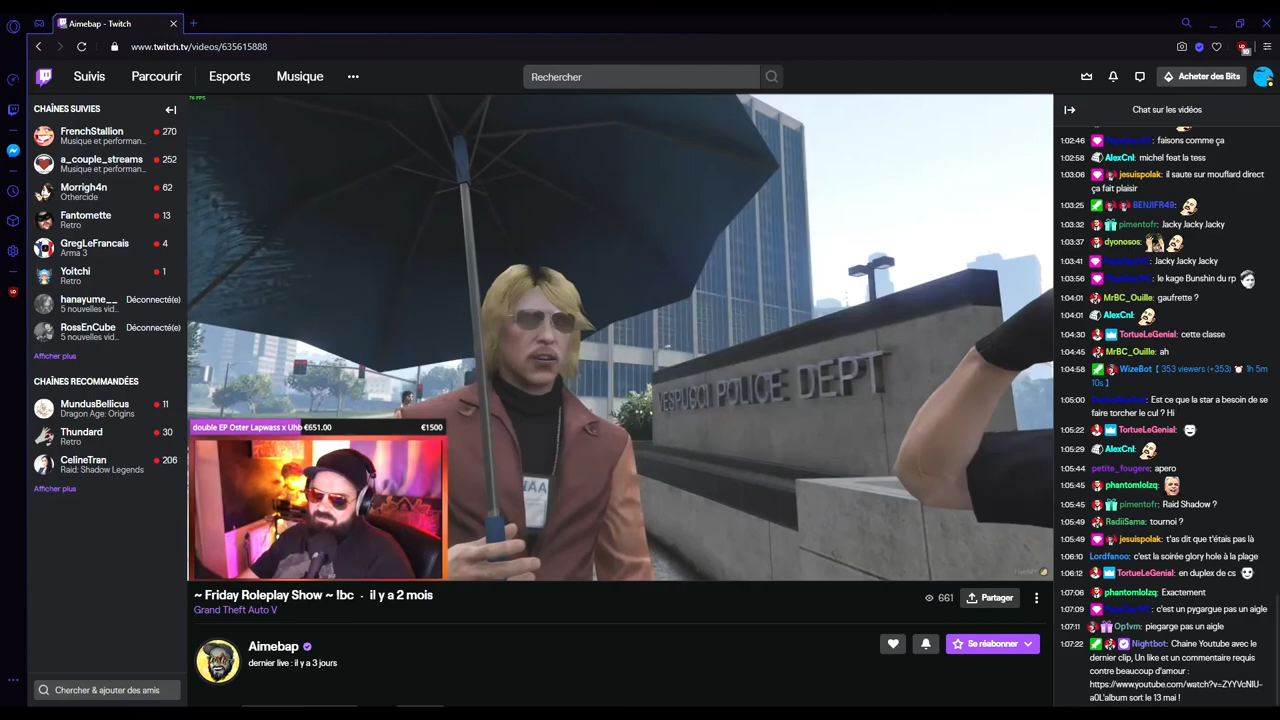 Aimebap - Twitch
www.twitch.tv/videos/635615888
Suivis
Parcourir
Esports
Musique
Rechercher
Acheter des Bits
CHAÎNES SUIVIES
FrenchStallion 270
Musique et performan...
a_couple_streams 252
Musique et performan...
Morrigh4n 62
Othercide
Fantomette 13
Retro
GregLeFrancais 4
Arma 3
Yoitchi 1
Retro
hanayume__ Déconnecté(e)
5 nouvelles vid...
RossEnCube Déconnecté(e)
5 nouvelles vid...
Afficher plus
CHAÎNES RECOMMANDÉES
MundusBellicus 11
Dragon Age: Origins
Thundard 30
Retro
CelineTran 206
Raid: Shadow Legends
Afficher plus
Chercher & ajouter des amis
76 FPS
VESPUCCI POLICE DEPT
double EP Oster Lapwass x Uhb €651.00 €1500
~ Friday Roleplay Show ~ !bc - il y a 2 mois
Grand Theft Auto V
661
Partager
Aimebap
dernier live : il y a 3 jours
Se réabonner
Chat sur les vidéos
1:02:46 : faisons comme ça
1:02:58 AlexCnl: michel feat la tess
1:03:06 jesuispolak: il saute sur mouffard direct
ça fait plaisir
1:03:25 BENJIFR49:
1:03:32 pimentofr: Jacky Jacky Jacky
1:03:37 dyonosos:
1:03:41 : Jacky Jacky Jacky
1:03:56 : le kage Bunshin du rp
1:04:01 MrBC_Ouille: gaufrette ?
1:04:01 AlexCnl:
1:04:30 TortueLeGenial: cette classe
1:04:45 MrBC_Ouille: ah
1:04:58 WizeBot 【 353 viewers (+353) 1h 5m
10s 】
1:05:00 : Est ce que la star a besoin de se
faire torcher le cul ? Hi
1:05:22 TortueLeGenial:
1:05:29 AlexCnl:
1:05:44 petite_fougere: apero
1:05:45 phantomlolzq:
1:05:45 pimentofr: Raid Shadow ?
1:05:49 RadiiSama: tournoi ?
1:05:49 jesuispolak: t'as dit que t'étais pas là
1:06:10 Lordfanoo: c'est la soirée glory hole à la plage
1:06:12 TortueLeGenial: en duplex de cs
1:07:06 phantomlolzq: Exactement
1:07:09 : c'est un pygargue pas un aigle
1:07:11 Op1vm: piegarge pas un aigle
1:07:22 Nightbot: Chaine Youtube avec le
dernier clip, Un like et un commentaire requis
contre beaucoup d'amour :
https://www.youtube.com/watch?v=ZYYVcNIU-
a0L'album sort le 13 mai !